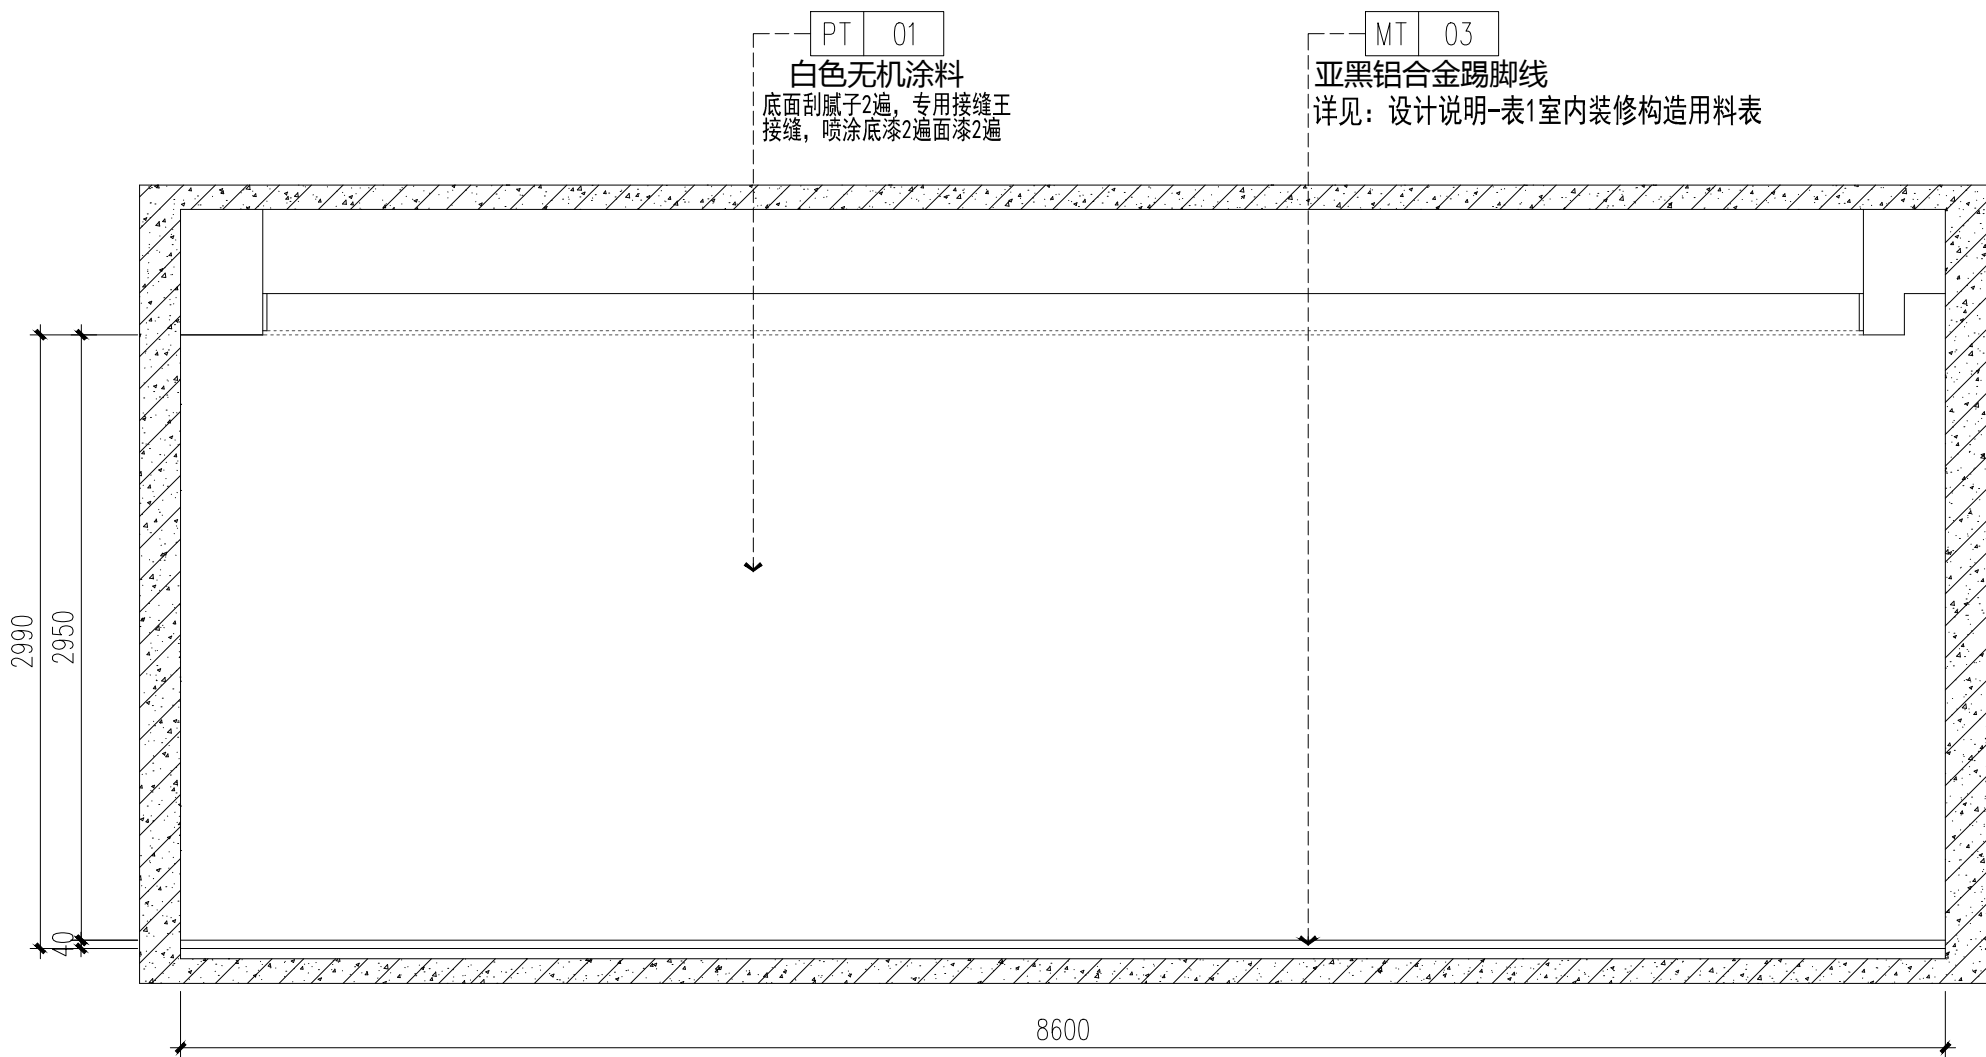 PT 01
白色无机涂料
底面刮腻子2遍，专用接缝王
接缝，喷涂底漆2遍面漆2遍
MT 03
亚黑铝合金踢脚线
详见：设计说明-表1室内装修构造用料表
2990
2950
40
8600